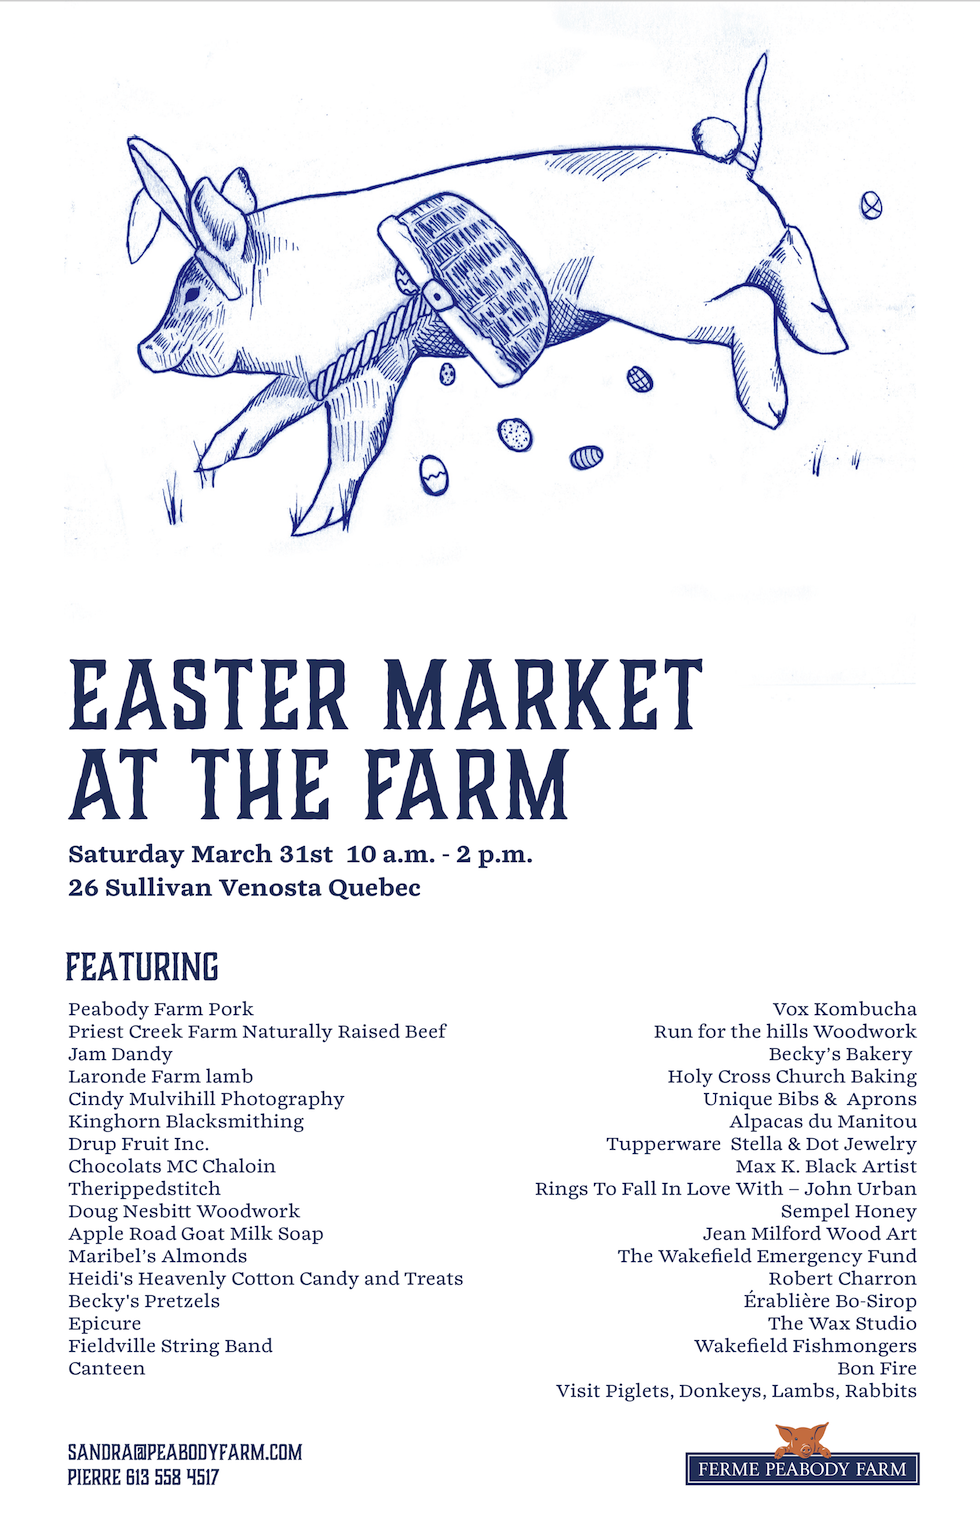 EASTER MARKET
AT THE FARM
Saturday March 31st  10 a.m. - 2 p.m.
26 Sullivan Venosta Quebec
FEATURING
Peabody Farm Pork
Priest Creek Farm Naturally Raised Beef
Jam Dandy
Laronde Farm lamb
Cindy Mulvihill Photography
Kinghorn Blacksmithing
Drup Fruit Inc.
Chocolats MC Chaloin
Therippedstitch
Doug Nesbitt Woodwork
Apple Road Goat Milk Soap
Maribel’s Almonds
Heidi's Heavenly Cotton Candy and Treats
Becky's Pretzels
Epicure
Fieldville String Band
Canteen
Vox Kombucha
Run for the hills Woodwork
Becky’s Bakery
Holy Cross Church Baking
Unique Bibs &  Aprons
Alpacas du Manitou
Tupperware  Stella & Dot Jewelry
Max K. Black Artist
Rings To Fall In Love With – John Urban
Sempel Honey
Jean Milford Wood Art
The Wakefield Emergency Fund
Robert Charron
Érablière Bo-Sirop
The Wax Studio
Wakefield Fishmongers
Bon Fire
Visit Piglets, Donkeys, Lambs, Rabbits
SANDRA@PEABODYFARM.COM
PIERRE 613 558 4517
FERME PEABODY FARM